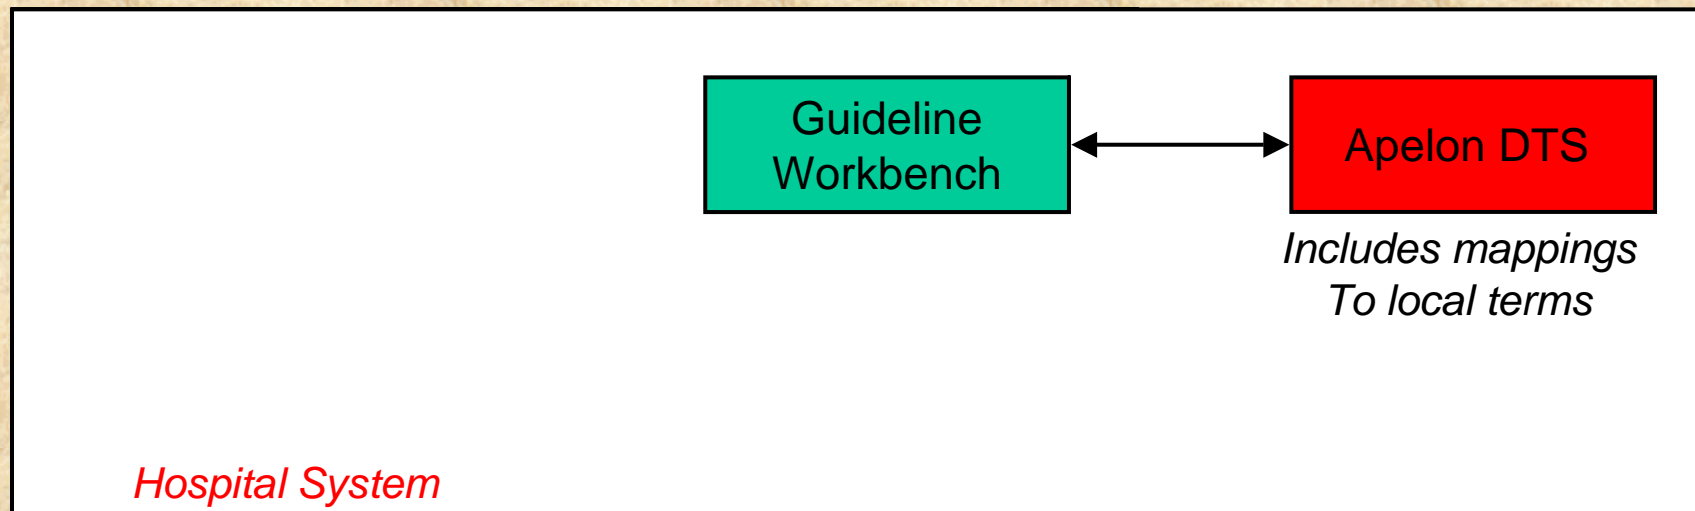 Guideline
Workbench
Apelon DTS
Includes mappings
To local terms
Hospital System